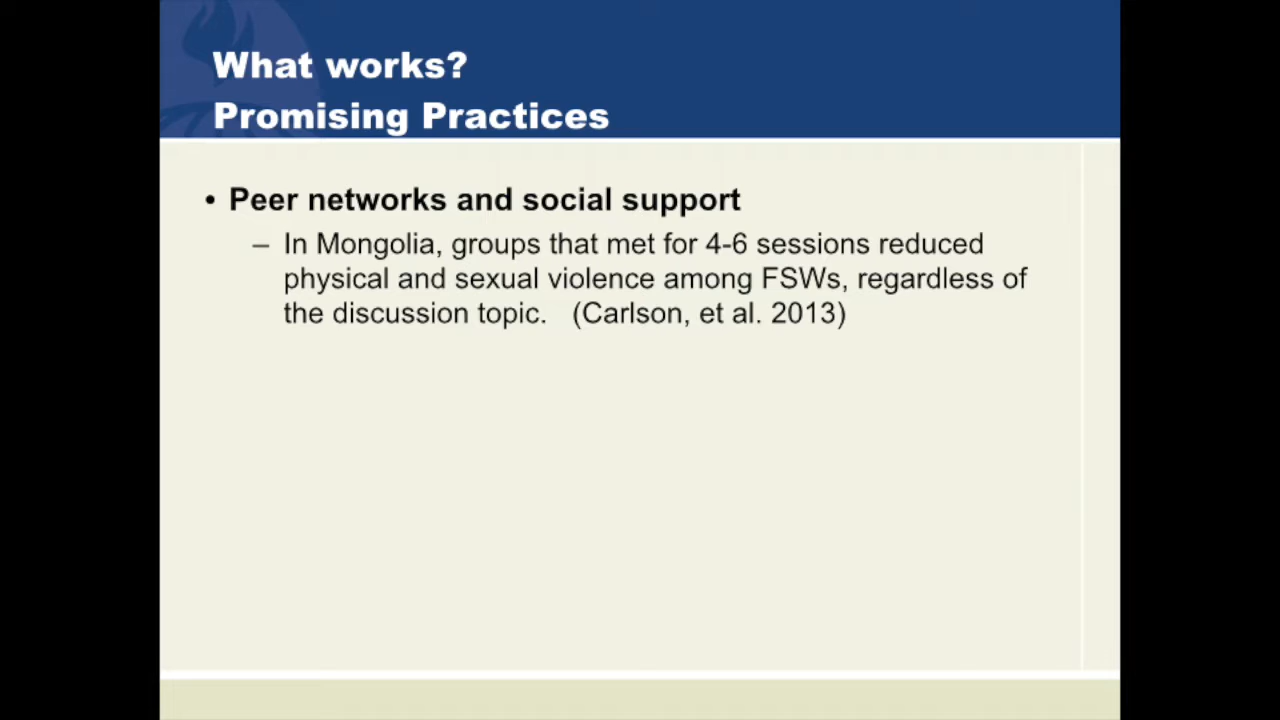 What works?
Promising Practices
• Peer networks and social support
– In Mongolia, groups that met for 4-6 sessions reduced
physical and sexual violence among FSWs, regardless of
the discussion topic. (Carlson, et al. 2013)